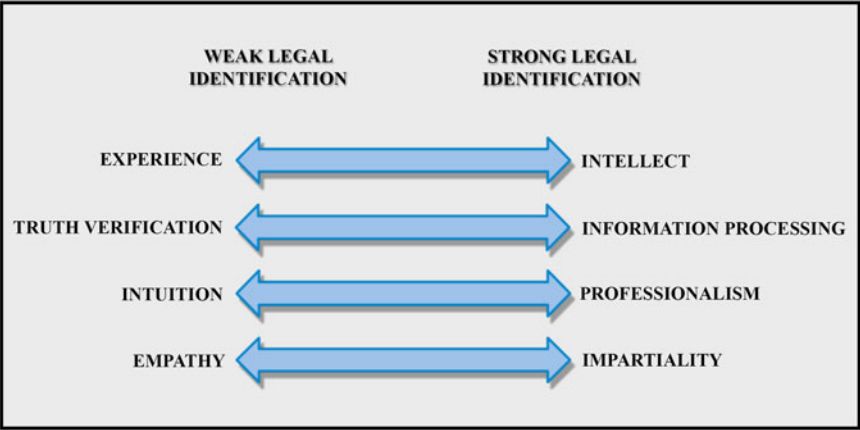 WEAK LEGAL
IDENTIFICATION
STRONG LEGAL
IDENTIFICATION
EXPERIENCE
INTELLECT
TRUTH VERIFICATION
INFORMATION PROCESSING
INTUITION
PROFESSIONALISM
EMPATHY
IMPARTIALITY